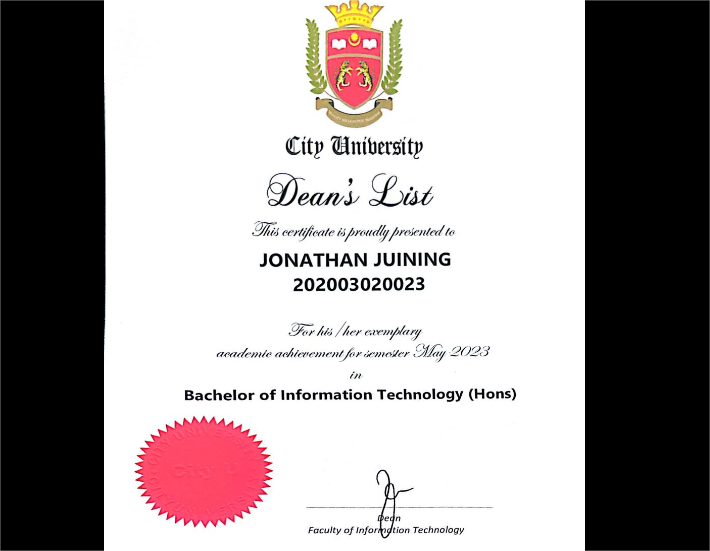 City University
Dean's List
This certificate is proudly presented to
JONATHAN JUINING
202003020023
For his/her exemplary
academic achievement for semester May 2023
in
Bachelor of Information Technology (Hons)
City U
Dean
Faculty of Information Technology